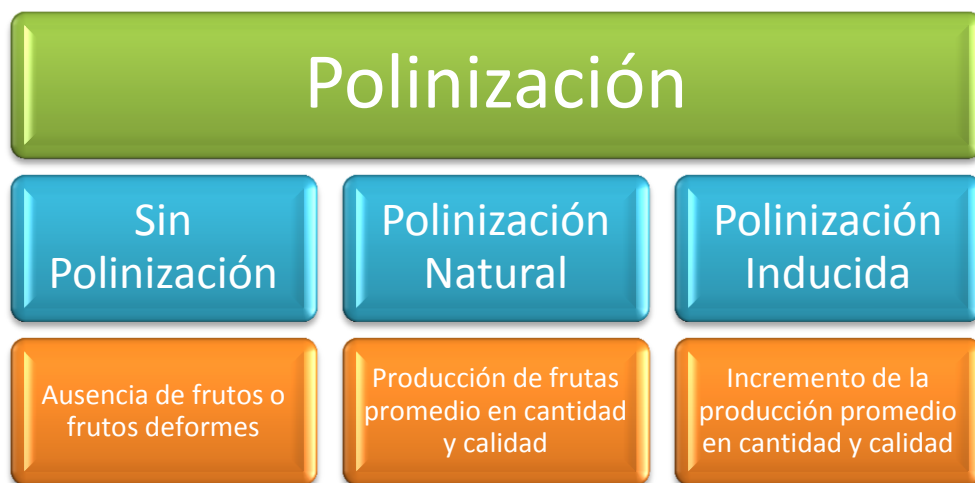 Polinización
Sin
Polinización
Polinización
Natural
Polinización
Inducida
Ausencia de frutos o
frutos deformes
Producción de frutas
promedio en cantidad
y calidad
Incremento de la
producción promedio
en cantidad y calidad